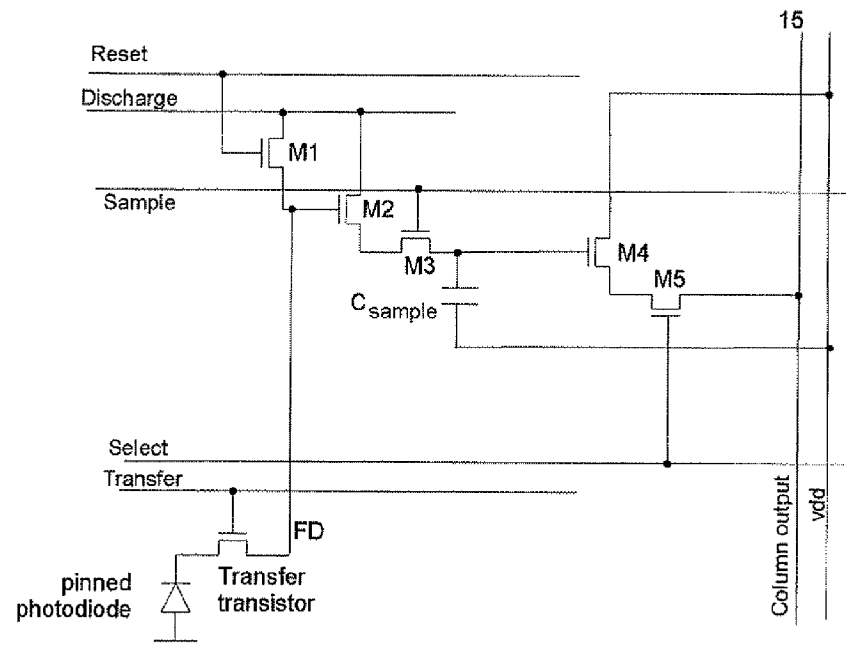 15
Reset
Discharge
M1
Sample
M2
M3
M4
M5
C sample
Select
Transfer
FD
Column output
vdd
pinned
photodiode
Transfer
transistor